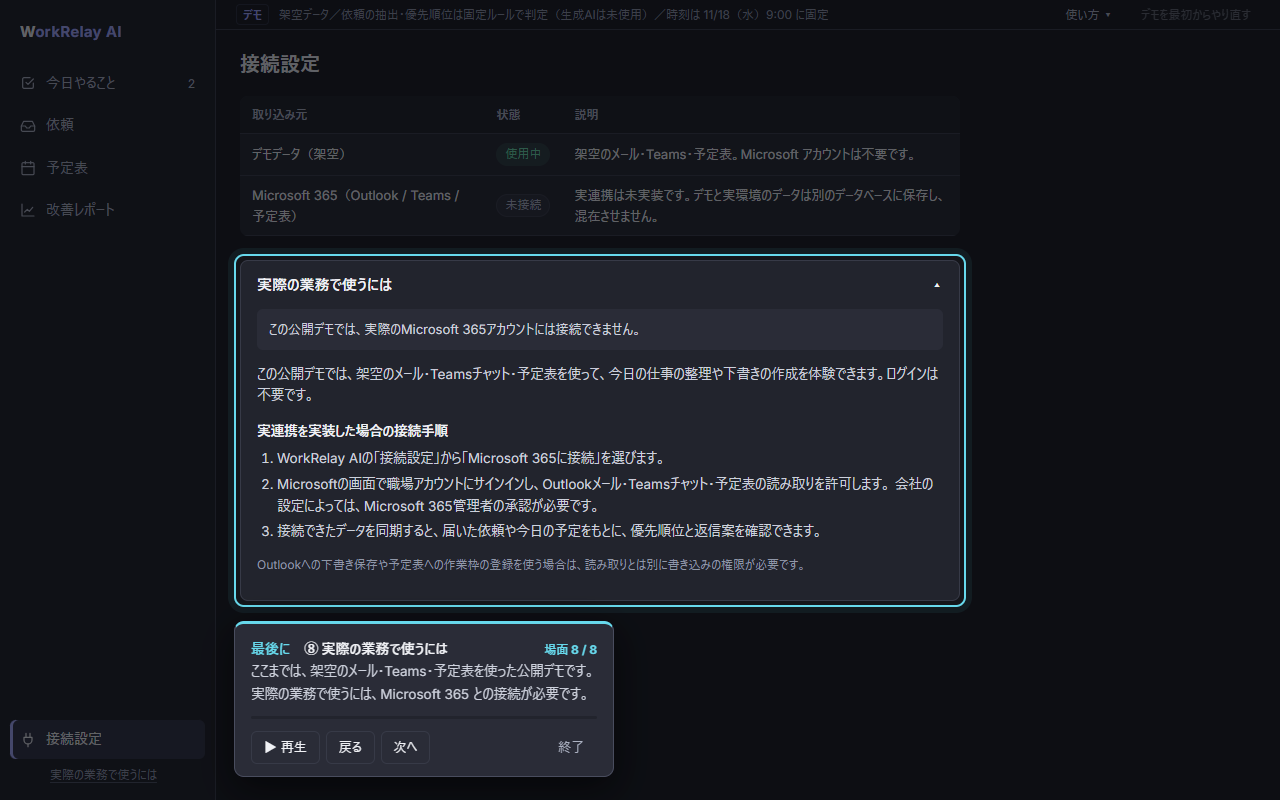 WorkRelay AI
今日やること 2
依頼
予定表
改善レポート
接続設定
実際の業務で使うには
デモ 架空データ／依頼の抽出・優先順位は固定ルールで判定（生成AIは未使用）／時刻は 11/18（水）9:00 に固定
使い方 ▼ デモを最初からやり直す
接続設定
取り込み元 状態 説明
デモデータ（架空） 使用中 架空のメール・Teams・予定表。Microsoft アカウントは不要です。
Microsoft 365（Outlook / Teams /
予定表）
未接続
実連携は未実装です。デモと実環境のデータは別のデータベースに保存し、
混在させません。
実際の業務で使うには ▲
この公開デモでは、実際のMicrosoft 365アカウントには接続できません。
この公開デモでは、架空のメール・Teamsチャット・予定表を使って、今日の仕事の整理や下書きの作成を体験できます。ログインは
不要です。
実連携を実装した場合の接続手順
1. WorkRelay AIの「接続設定」から「Microsoft 365に接続」を選びます。
2. Microsoftの画面で職場アカウントにサインインし、Outlookメール・Teamsチャット・予定表の読み取りを許可します。会社の
設定によっては、Microsoft 365管理者の承認が必要です。
3. 接続できたデータを同期すると、届いた依頼や今日の予定をもとに、優先順位と返信案を確認できます。
Outlookへの下書き保存や予定表への作業枠の登録を使う場合は、読み取りとは別に書き込みの権限が必要です。
最後に ⑧ 実際の業務で使うには 場面 8 / 8
ここまでは、架空のメール・Teams・予定表を使った公開デモです。
実際の業務で使うには、Microsoft 365 との接続が必要です。
▶ 再生 戻る 次へ 終了